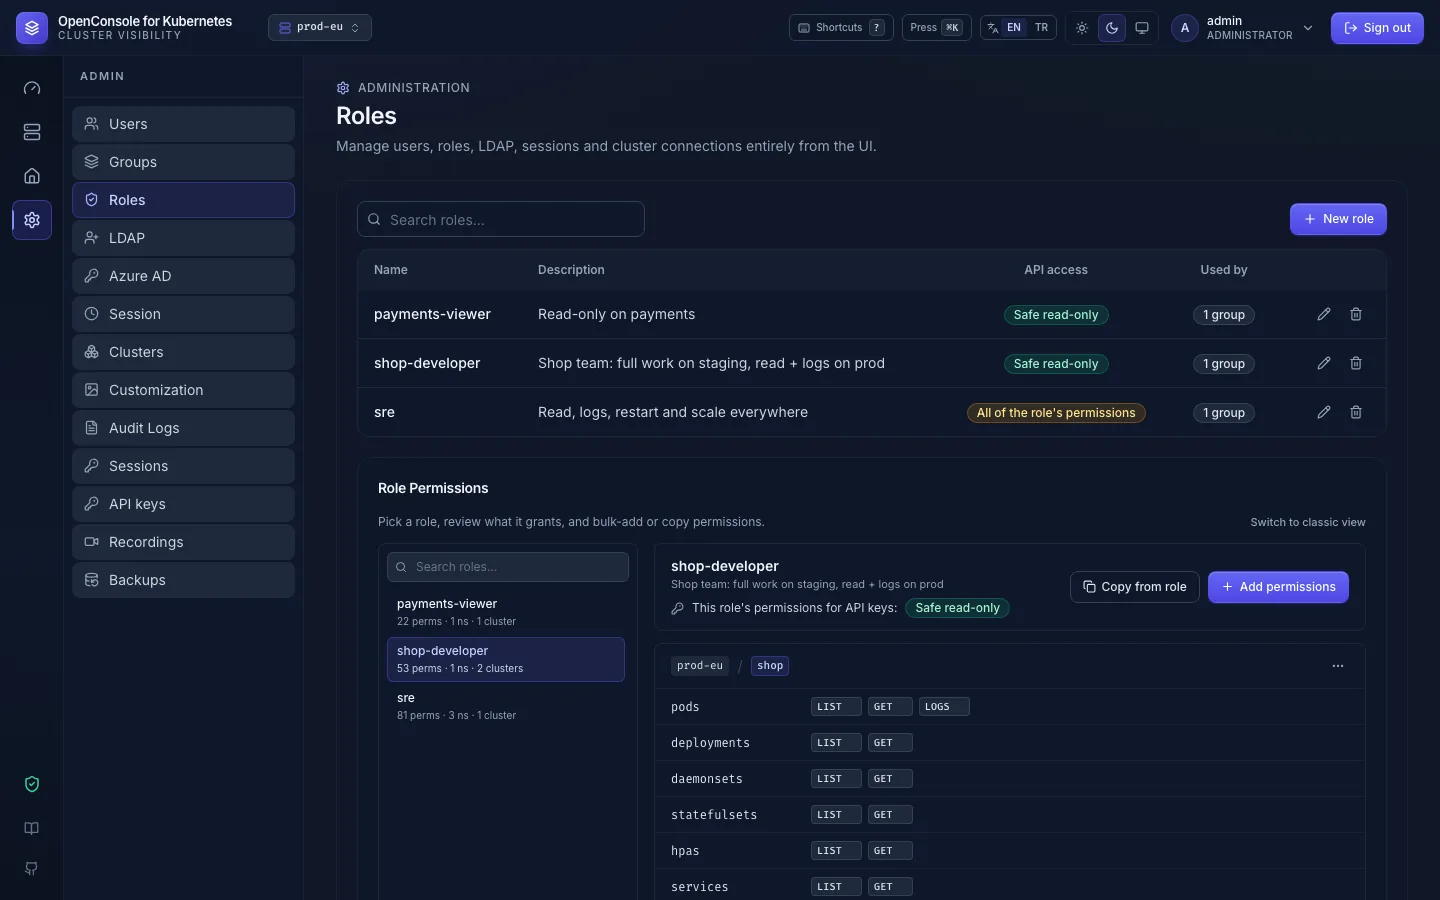 OpenConsole for Kubernetes
CLUSTER VISIBILITY
prod-eu
Shortcuts ?
Press ⌘K
EN TR
A
admin
ADMINISTRATOR
Sign out
ADMIN
Users
Groups
Roles
LDAP
Azure AD
Session
Clusters
Customization
Audit Logs
Sessions
API keys
Recordings
Backups
ADMINISTRATION
Roles
Manage users, roles, LDAP, sessions and cluster connections entirely from the UI.
Search roles...
+ New role
Name Description API access Used by
payments-viewer Read-only on payments Safe read-only 1 group
shop-developer Shop team: full work on staging, read + logs on prod Safe read-only 1 group
sre Read, logs, restart and scale everywhere All of the role's permissions 1 group
Role Permissions
Pick a role, review what it grants, and bulk-add or copy permissions.
Switch to classic view
Search roles...
payments-viewer
22 perms · 1 ns · 1 cluster
shop-developer
53 perms · 1 ns · 2 clusters
sre
81 perms · 3 ns · 1 cluster
shop-developer
Shop team: full work on staging, read + logs on prod
This role's permissions for API keys: Safe read-only
Copy from role
+ Add permissions
prod-eu / shop
pods LIST GET LOGS
deployments LIST GET
daemonsets LIST GET
statefulsets LIST GET
hpas LIST GET
services LIST GET